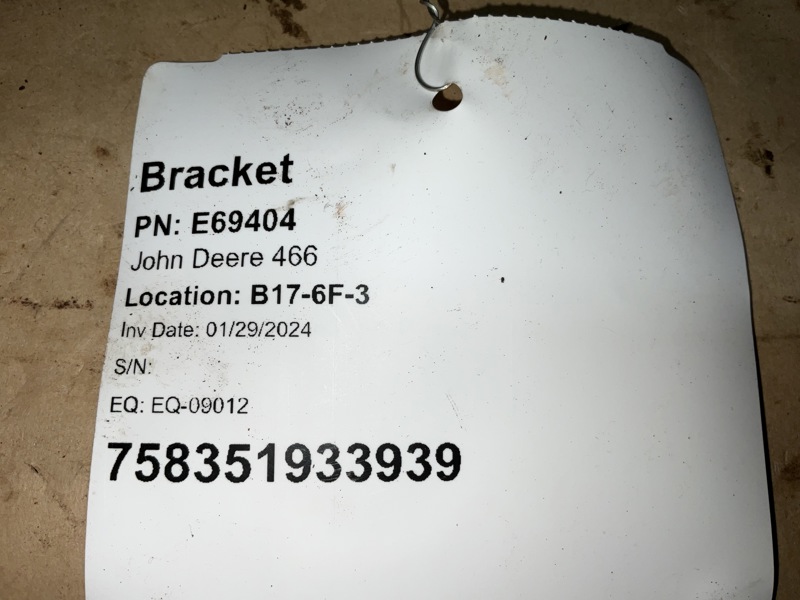 Bracket
PN: E69404
John Deere 466
Location: B17-6F-3
Inv Date: 01/29/2024
S/N:
EQ: EQ-09012
758351933939